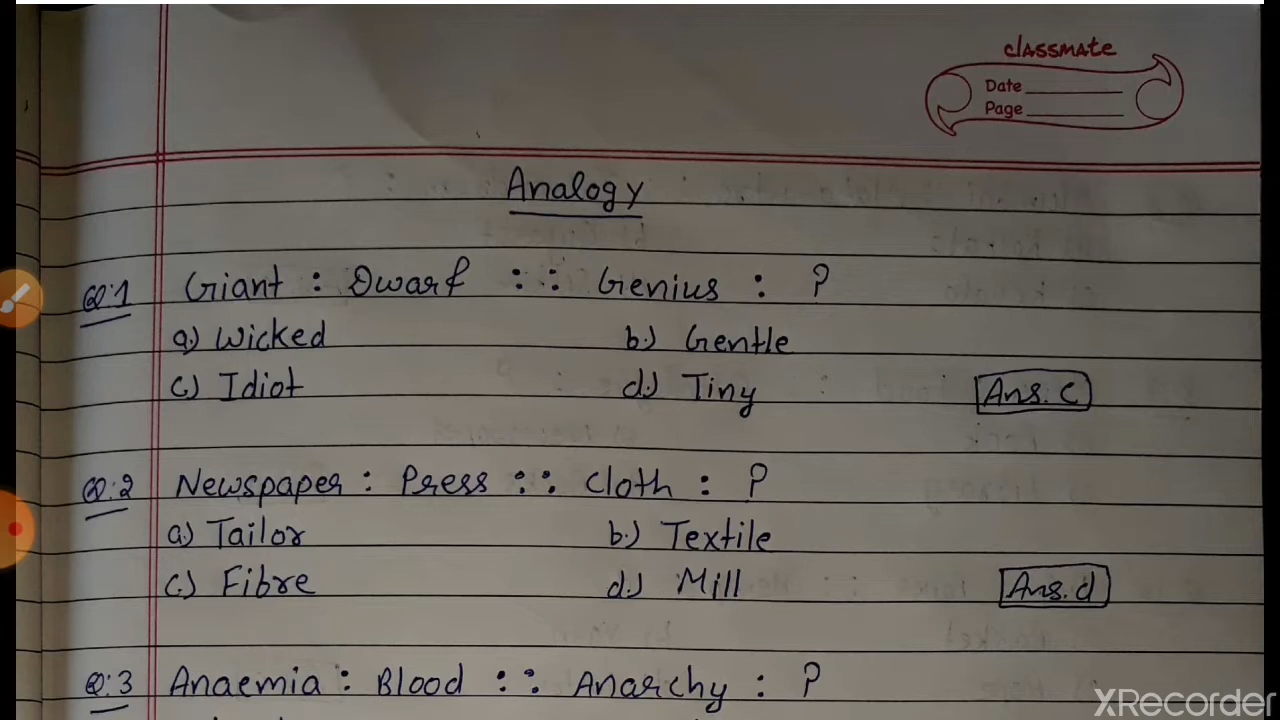 classmate
Date
Page
Analogy
Q:1 Giant : Dwarf :: Genius : ?
a.) Wicked b.) Gentle
c.) Idiot d.) Tiny Ans. c
Q:2 Newspaper : Press :: Cloth : ?
a.) Tailor b.) Textile
c.) Fibre d.) Mill Ans. d
Q:3 Anaemia : Blood :: Anarchy : ?
XRecorder